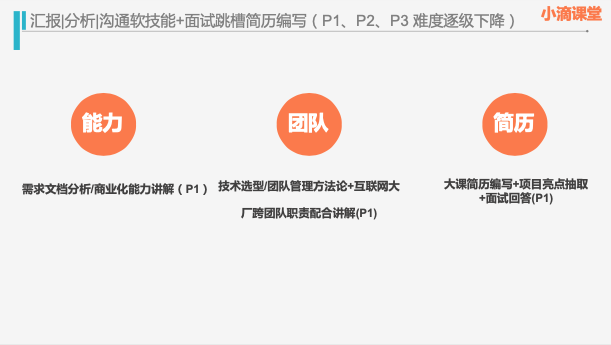 汇报|分析|沟通软技能+面试跳槽简历编写（P1、P2、P3 难度逐级下降）
小滴课堂
能力
团队
简历
需求文档分析/商业化能力讲解（P1）
技术选型/团队管理方法论+互联网大
厂跨团队职责配合讲解(P1)
大课简历编写+项目亮点抽取
+面试回答(P1)